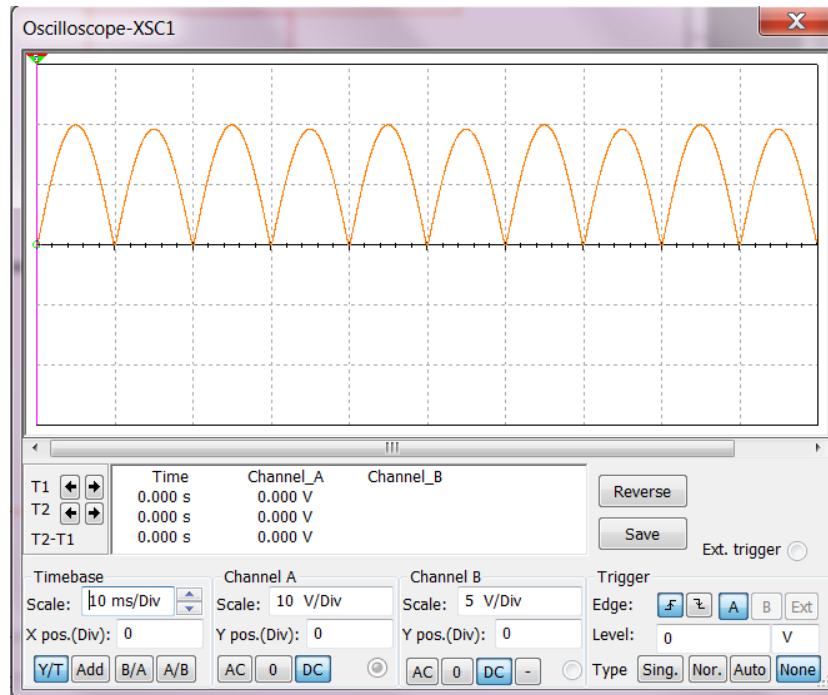 Oscilloscope-XSC1
T1
T2
T2-T1
Time Channel_A Channel_B
0.000 s 0.000 V
0.000 s 0.000 V
0.000 s 0.000 V
Reverse
Save
Ext. trigger
Timebase
Scale: 10 ms/Div
X pos.(Div): 0
Y/T Add B/A A/B
Channel A
Scale: 10 V/Div
Y pos.(Div): 0
AC 0 DC
Channel B
Scale: 5 V/Div
Y pos.(Div): 0
AC 0 DC -
Trigger
Edge: A B Ext
Level: 0 V
Type Sing. Nor. Auto None